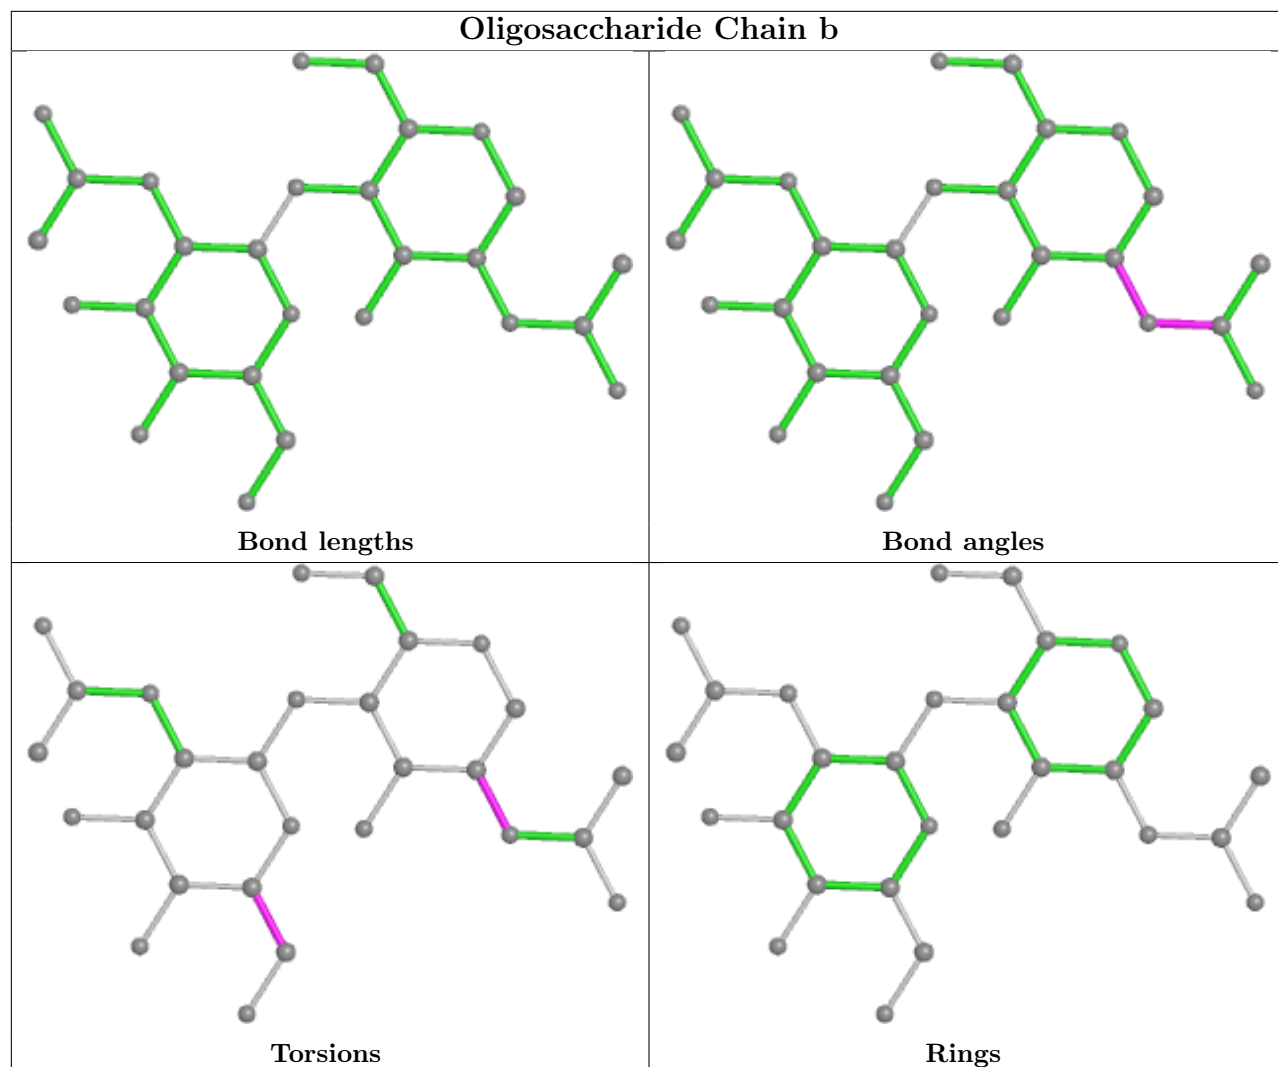 Oligosaccharide Chain b
Bond lengths
Bond angles
Torsions
Rings